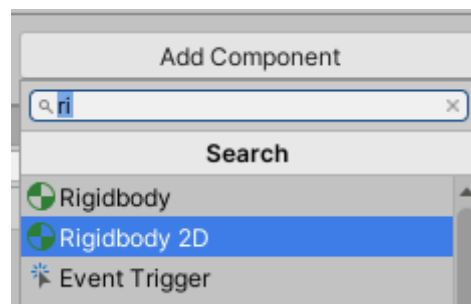 Add Component
ri
Search
Rigidbody
Rigidbody 2D
Event Trigger